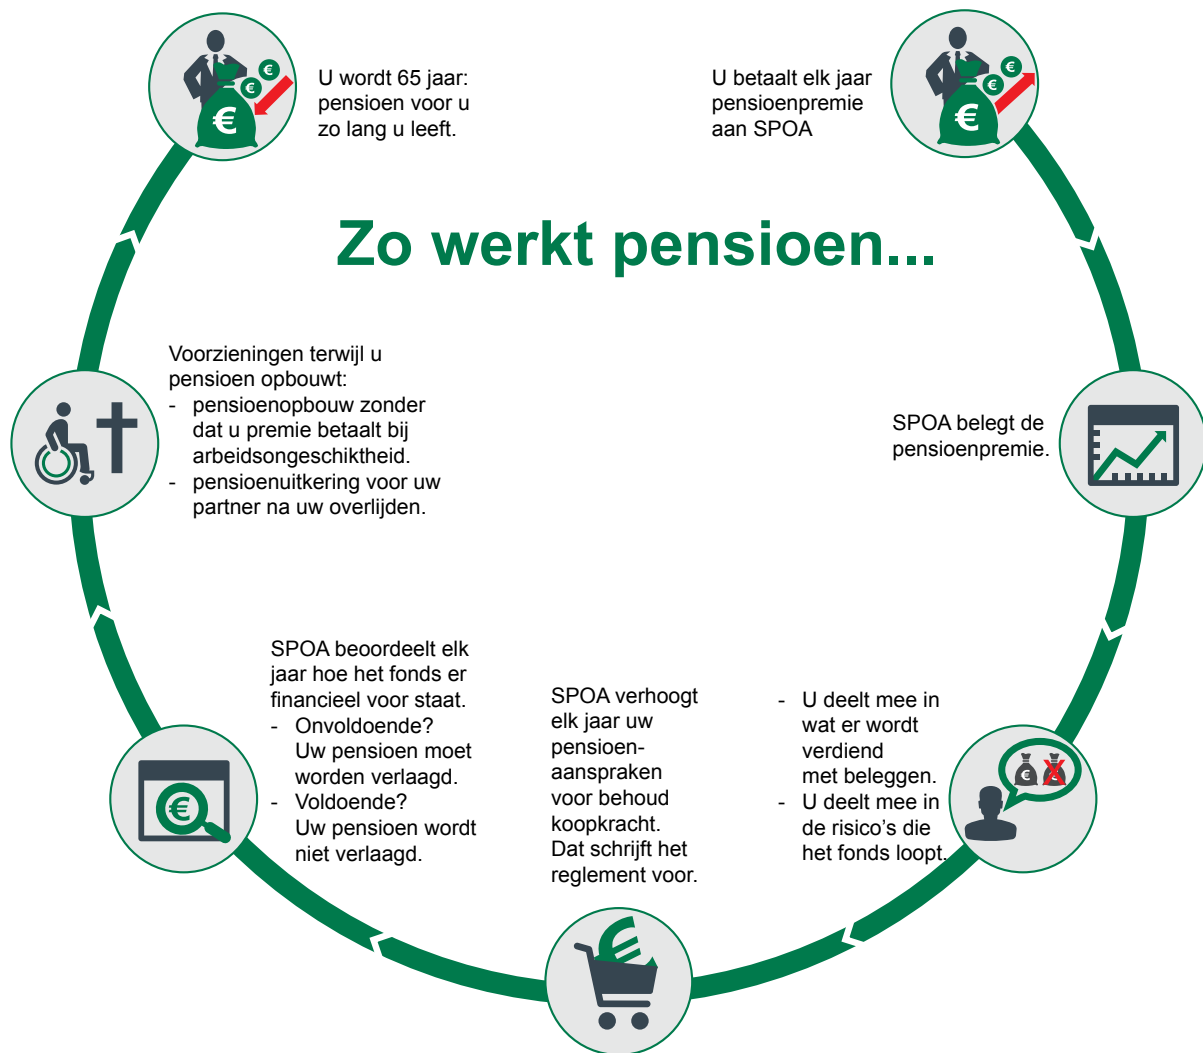 U wordt 65 jaar:
pensioen voor u
zo lang u leeft.
U betaalt elk jaar
pensioenpremie
aan SPOA
Zo werkt pensioen...
Voorzieningen terwijl u
pensioen opbouwt:
- pensioenopbouw zonder
dat u premie betaalt bij
arbeidsongeschiktheid.
- pensioenuitkering voor uw
partner na uw overlijden.
SPOA belegt de
pensioenpremie.
SPOA beoordeelt elk
jaar hoe het fonds er
financieel voor staat.
- Onvoldoende?
Uw pensioen moet
worden verlaagd.
- Voldoende?
Uw pensioen wordt
niet verlaagd.
SPOA verhoogt
elk jaar uw
pensioen-
aanspraken
voor behoud
koopkracht.
Dat schrijft het
reglement voor.
- U deelt mee in
wat er wordt
verdiend
met beleggen.
- U deelt mee in
de risico's die
het fonds loopt.